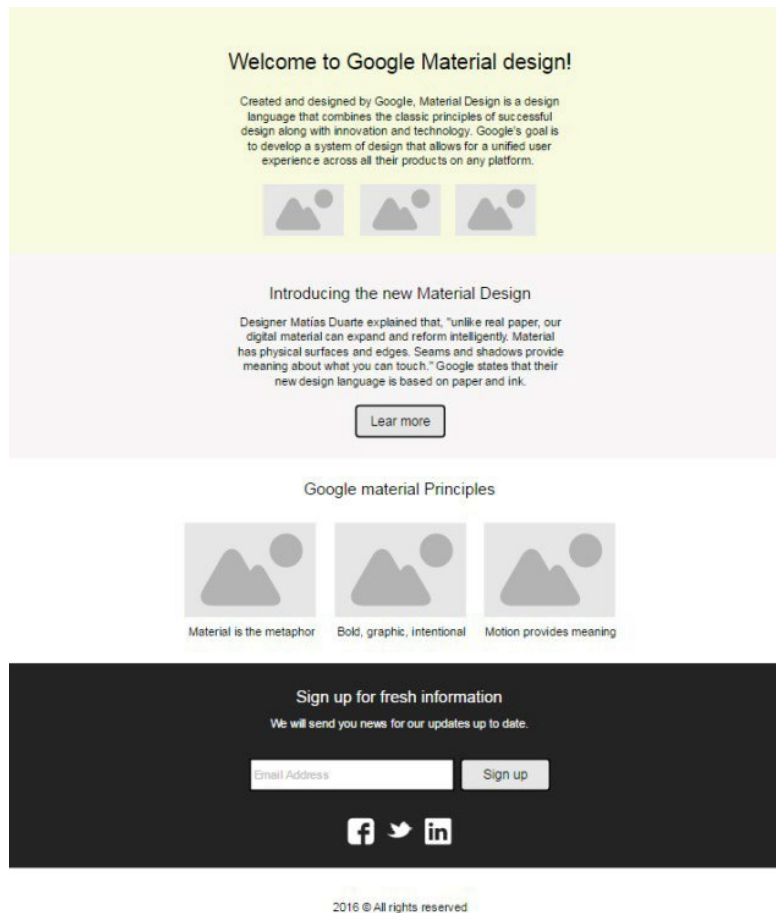 Welcome to Google Material design!
Created and designed by Google, Material Design is a design
language that combines the classic principles of successful
design along with innovation and technology. Google's goal is
to develop a system of design that allows for a unified user
experience across all their products on any platform.
Introducing the new Material Design
Designer Matías Duarte explained that, "unlike real paper, our
digital material can expand and reform intelligently. Material
has physical surfaces and edges. Seams and shadows provide
meaning about what you can touch." Google states that their
new design language is based on paper and ink.
Lear more
Google material Principles
Material is the metaphor Bold, graphic, intentional Motion provides meaning
Sign up for fresh information
We will send you news for our updates up to date.
Email Address Sign up
f in
2016 © All rights reserved